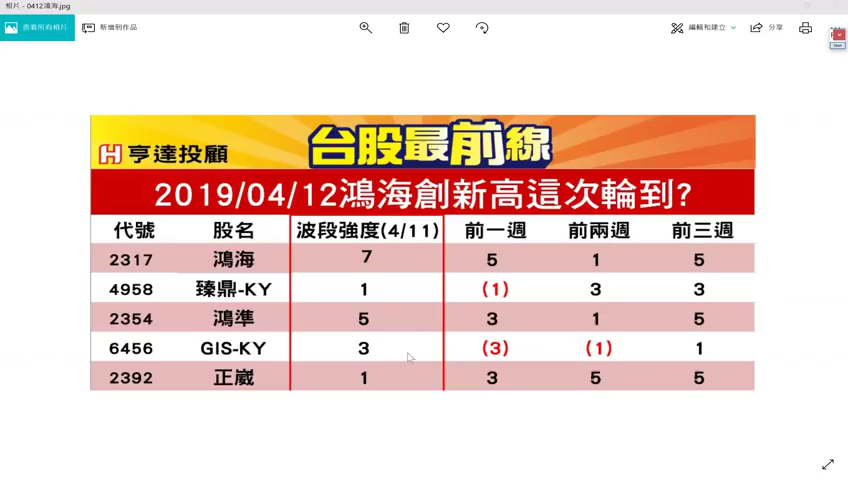 相片 - 0412鴻海.jpg
查看所有相片 新增到作品 編輯和建立 分享
亨達投顧 台股最前線
2019/04/12鴻海創新高這次輪到?
代號 股名 波段強度(4/11) 前一週 前兩週 前三週
2317 鴻海 7 5 1 5
4958 臻鼎-KY 1 (1) 3 3
2354 鴻準 5 3 1 5
6456 GIS-KY 3 (3) (1) 1
2392 正崴 1 3 5 5